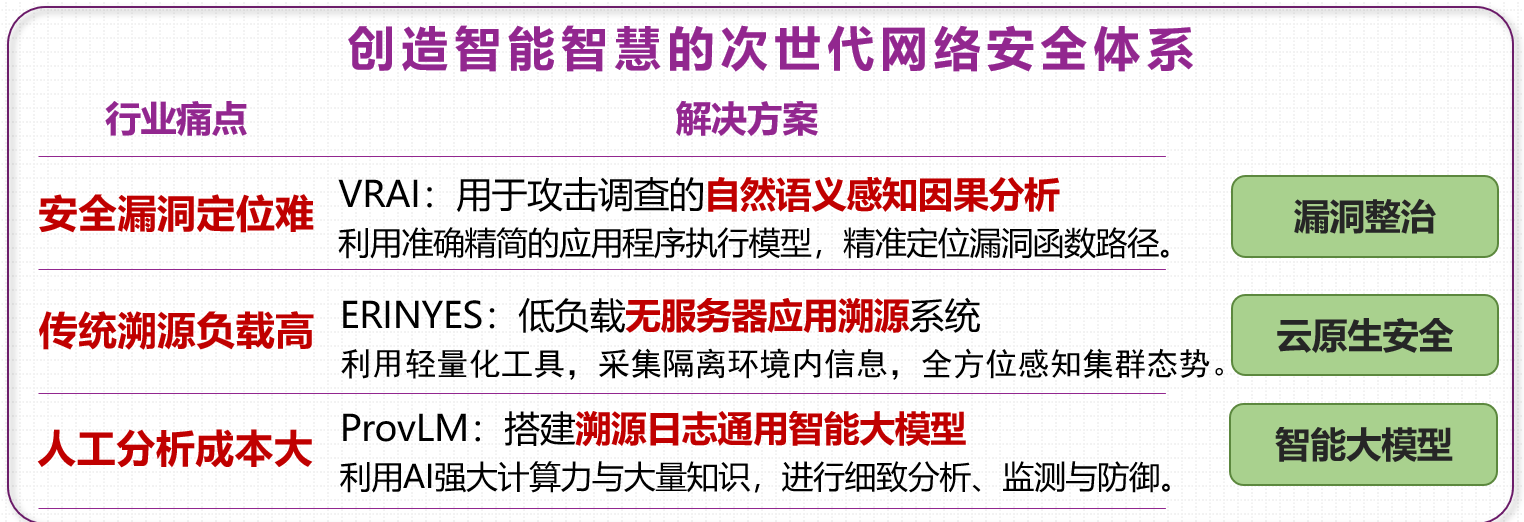 创造智能智慧的次世代网络安全体系
行业痛点
解决方案
安全漏洞定位难
VRAI：用于攻击调查的自然语义感知因果分析
利用准确精简的应用程序执行模型，精准定位漏洞函数路径。
漏洞整治
传统溯源负载高
ERINYES：低负载无服务器应用溯源系统
利用轻量化工具，采集隔离环境内信息，全方位感知集群态势。
云原生安全
人工分析成本大
ProvLM：搭建溯源日志通用智能大模型
利用AI强大计算力与大量知识，进行细致分析、监测与防御。
智能大模型